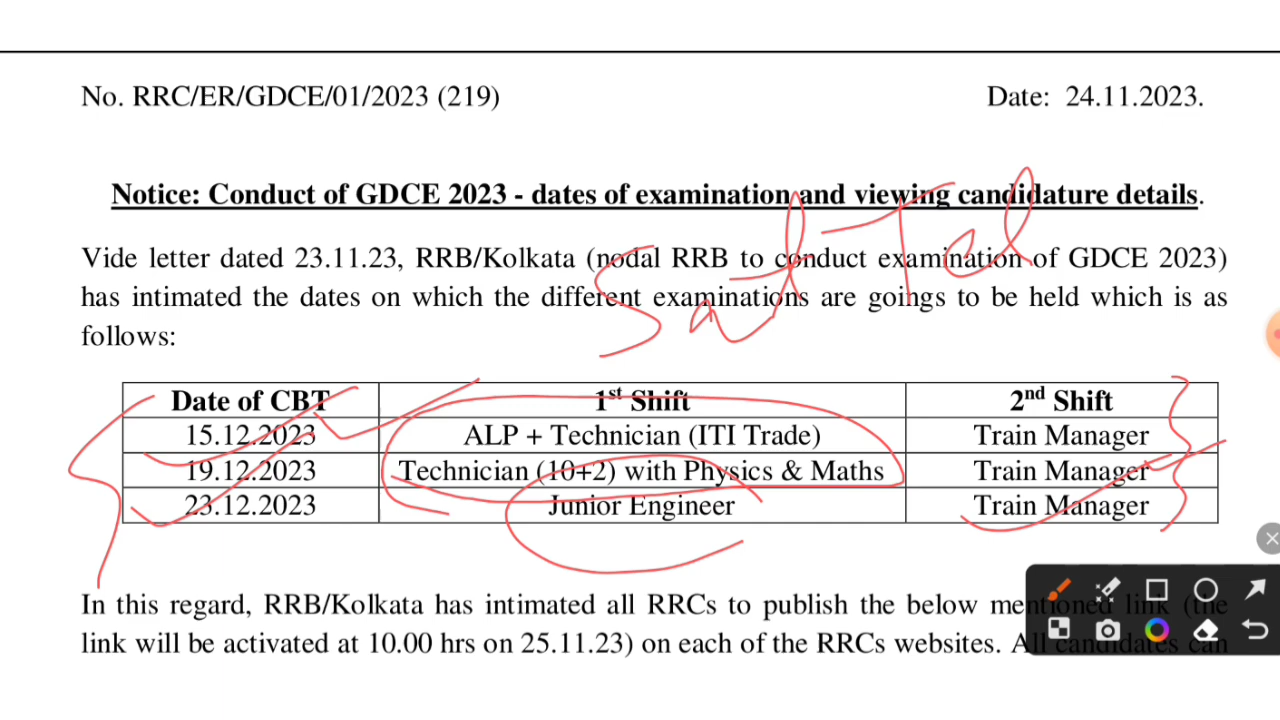 No. RRC/ER/GDCE/01/2023 (219) Date: 24.11.2023.
Notice: Conduct of GDCE 2023 - dates of examination and viewing candidature details.
Vide letter dated 23.11.23, RRB/Kolkata (nodal RRB to conduct examination of GDCE 2023)
has intimated the dates on which the different examinations are goings to be held which is as
follows:
Date of CBT 1st Shift 2nd Shift
15.12.2023 ALP + Technician (ITI Trade) Train Manager
19.12.2023 Technician (10+2) with Physics & Maths Train Manager
23.12.2023 Junior Engineer Train Manager
In this regard, RRB/Kolkata has intimated all RRCs to publish the below mentioned link (the
link will be activated at 10.00 hrs on 25.11.23) on each of the RRCs websites. All candidates can